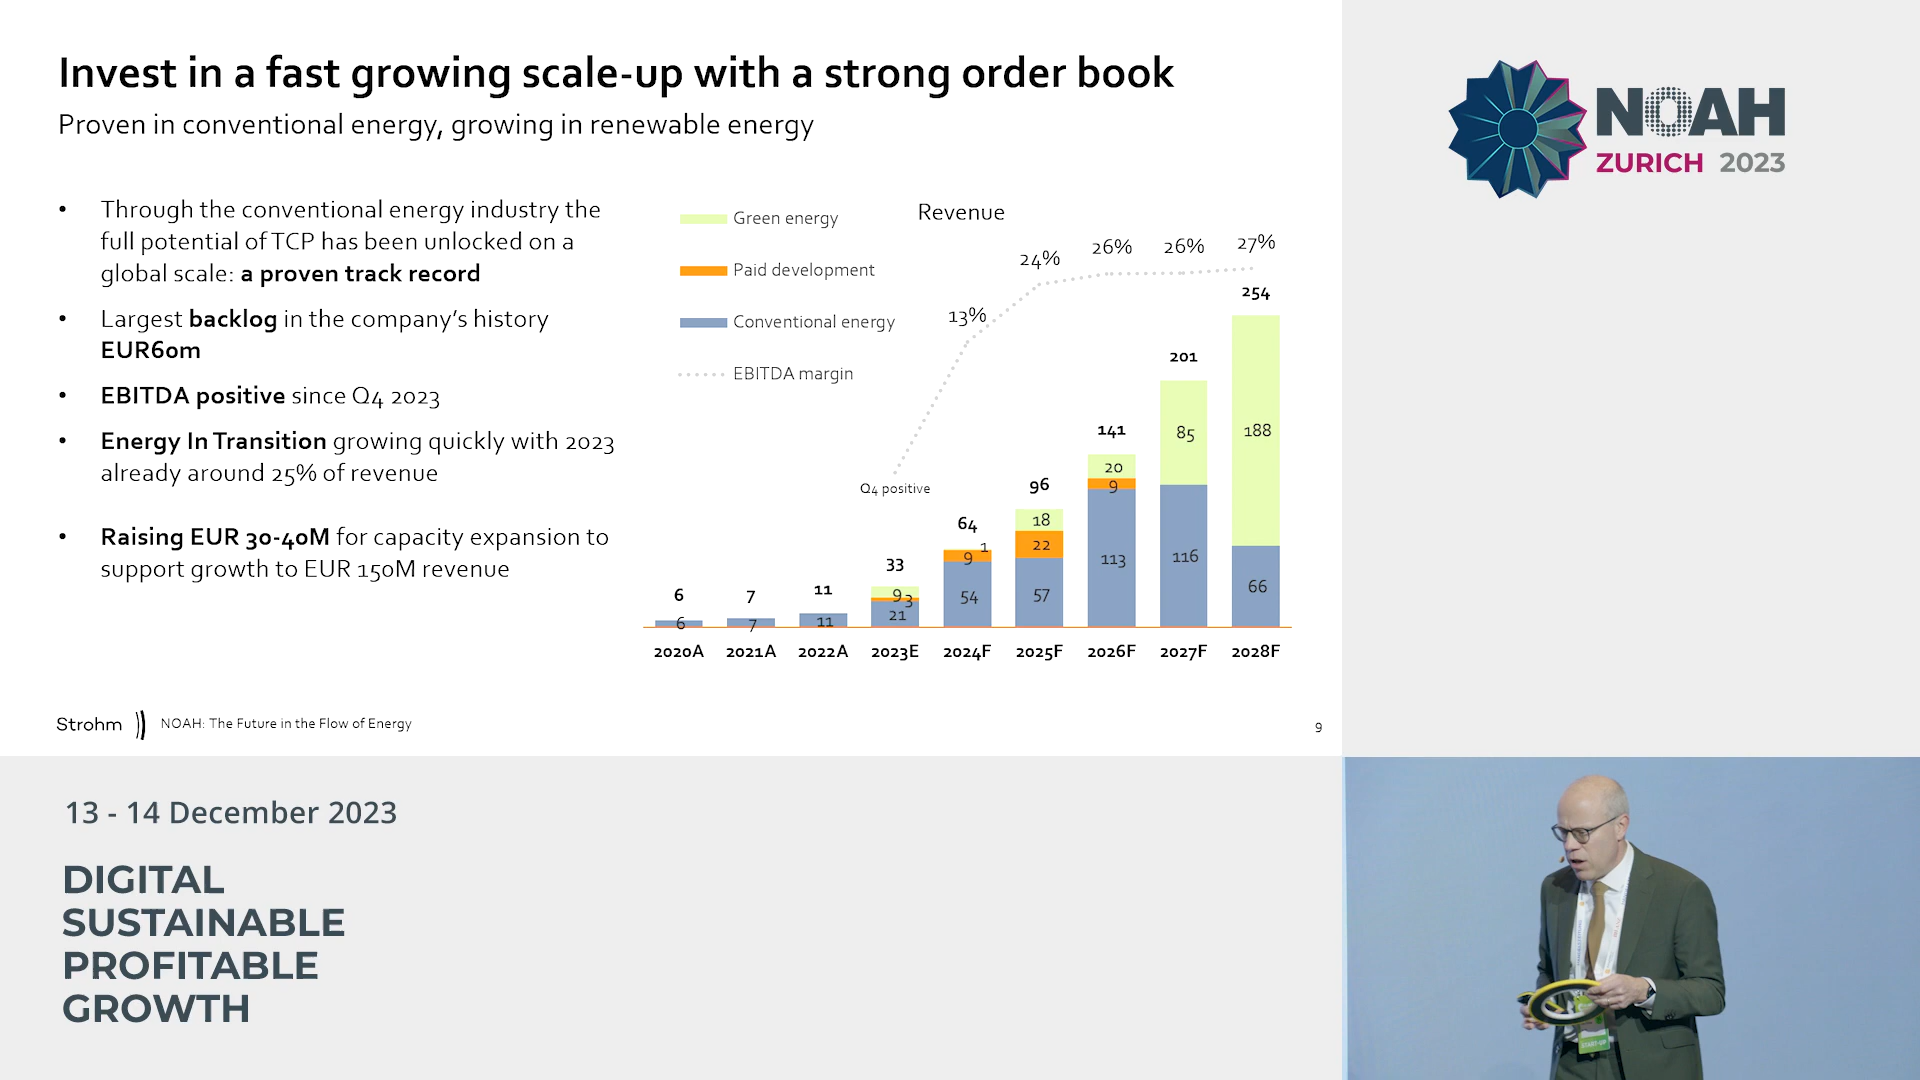 Invest in a fast growing scale-up with a strong order book
Proven in conventional energy, growing in renewable energy
• Through the conventional energy industry the
full potential of TCP has been unlocked on a
global scale: a proven track record
• Largest backlog in the company's history
EUR60m
• EBITDA positive since Q4 2023
• Energy In Transition growing quickly with 2023
already around 25% of revenue
• Raising EUR 30-40M for capacity expansion to
support growth to EUR 150M revenue
Revenue
Green energy
Paid development
Conventional energy
EBITDA margin
Q4 positive
13%
24%
26%
26%
27%
6
7
11
33
64
96
141
201
254
6
7
11
9
3
21
1
9
54
18
22
57
20
9
113
85
116
188
66
2020A 2021A 2022A 2023E 2024F 2025F 2026F 2027F 2028F
Strohm NOAH: The Future in the Flow of Energy
9
NOAH
ZURICH 2023
13 - 14 December 2023
DIGITAL
SUSTAINABLE
PROFITABLE
GROWTH
START-UP